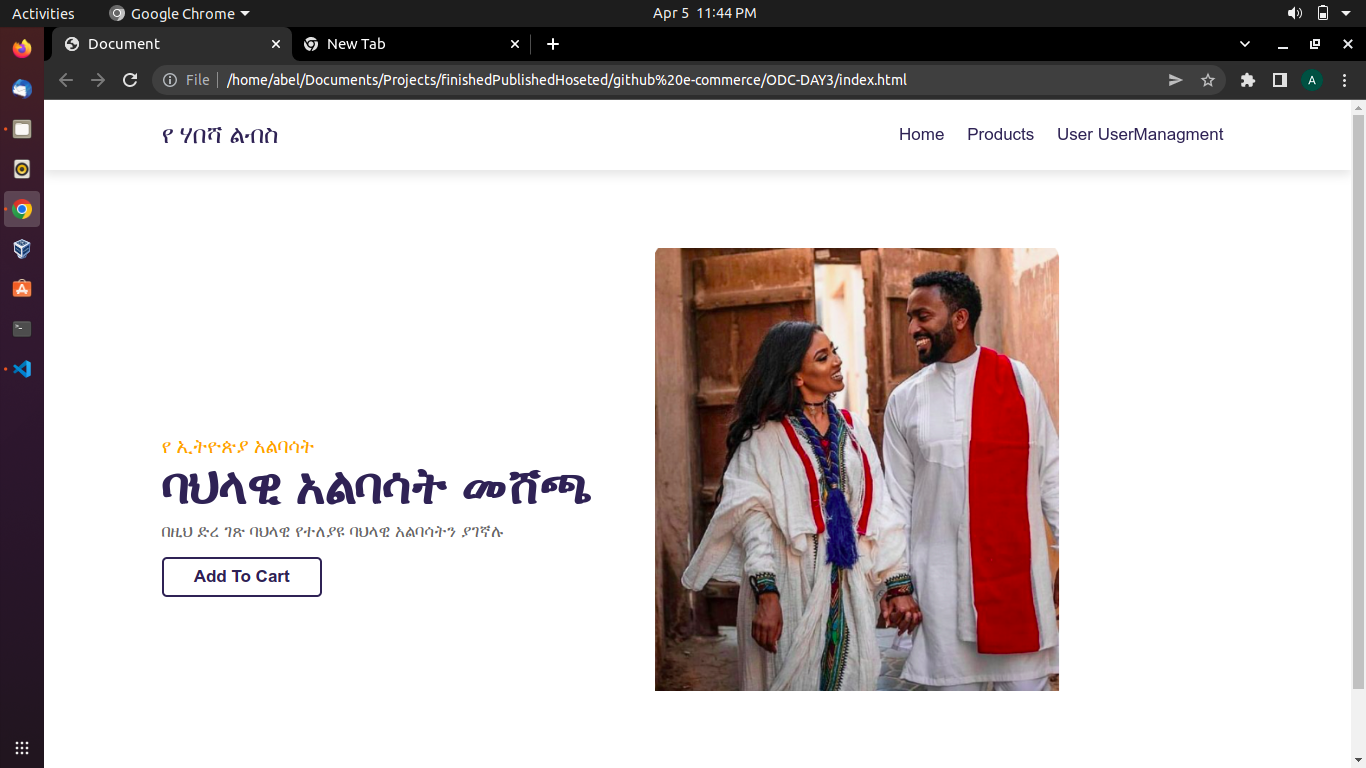 Activities
Google Chrome
Apr 5 11:44 PM
Document
New Tab
File
/home/abel/Documents/Projects/finishedPublishedHoseted/github%20e-commerce/ODC-DAY3/index.html
A
የ ሃበሻ ልብስ
Home
Products
User UserManagment
የ ኢትዮጵያ አልባሳት
ባህላዊ አልባሳት መሸጫ
በዚህ ድረ ገጽ ባህላዊ የተለያዩ ባህላዊ አልባሳትን ያገኛሉ
Add To Cart